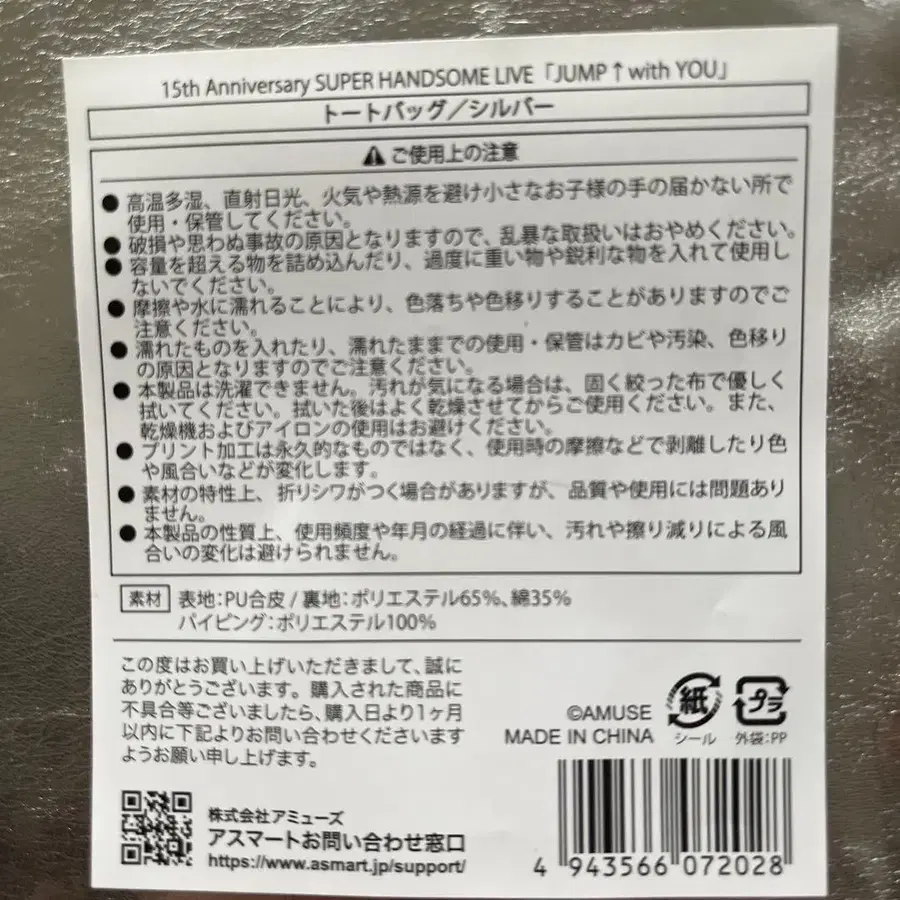 15th Anniversary SUPER HANDSOME LIVE 「JUMP↑with YOU」
トートバッグ/シルバー
⚠ ご使用上の注意
● 高温多湿、直射日光、火気や熱源を避け小さなお子様の手の届かない所で
使用・保管してください。
● 破損や思わぬ事故の原因となりますので、乱暴な取扱いはおやめください。
● 容量を超える物を詰め込んだり、過度に重い物や鋭利な物を入れて使用し
ないでください。
● 摩擦や水に濡れることにより、色落ちや色移りすることがありますのでご
注意ください。
● 濡れたものを入れたり、濡れたままでの使用・保管はカビや汚染、色移り
の原因となりますのでご注意ください。
● 本製品は洗濯できません。汚れが気になる場合は、固く絞った布で優しく
拭いてください。拭いた後はよく乾燥させてからご使用ください。また、
乾燥機およびアイロンの使用はお避けください。
● プリント加工は永久的なものではなく、使用時の摩擦などで剥離したり色
や風合いなどが変化します。
● 素材の特性上、折りシワがつく場合がありますが、品質や使用には問題あり
ません。
● 本製品の性質上、使用頻度や年月の経過に伴い、汚れや擦り減りによる風
合いの変化は避けられません。
素材 表地:PU合皮 / 裏地:ポリエステル65%、綿35%
パイピング:ポリエステル100%
この度はお買い上げいただきまして、誠に
ありがとうございます。購入された商品に
不具合等ございましたら、購入日より1ヶ月
以内に下記よりお問い合わせくださいます
ようお願い申し上げます。
©AMUSE
MADE IN CHINA
紙
シール
プラ
外袋:PP
株式会社アミューズ
アスマートお問い合わせ窓口
https://www.asmart.jp/support/
4 943566 072028